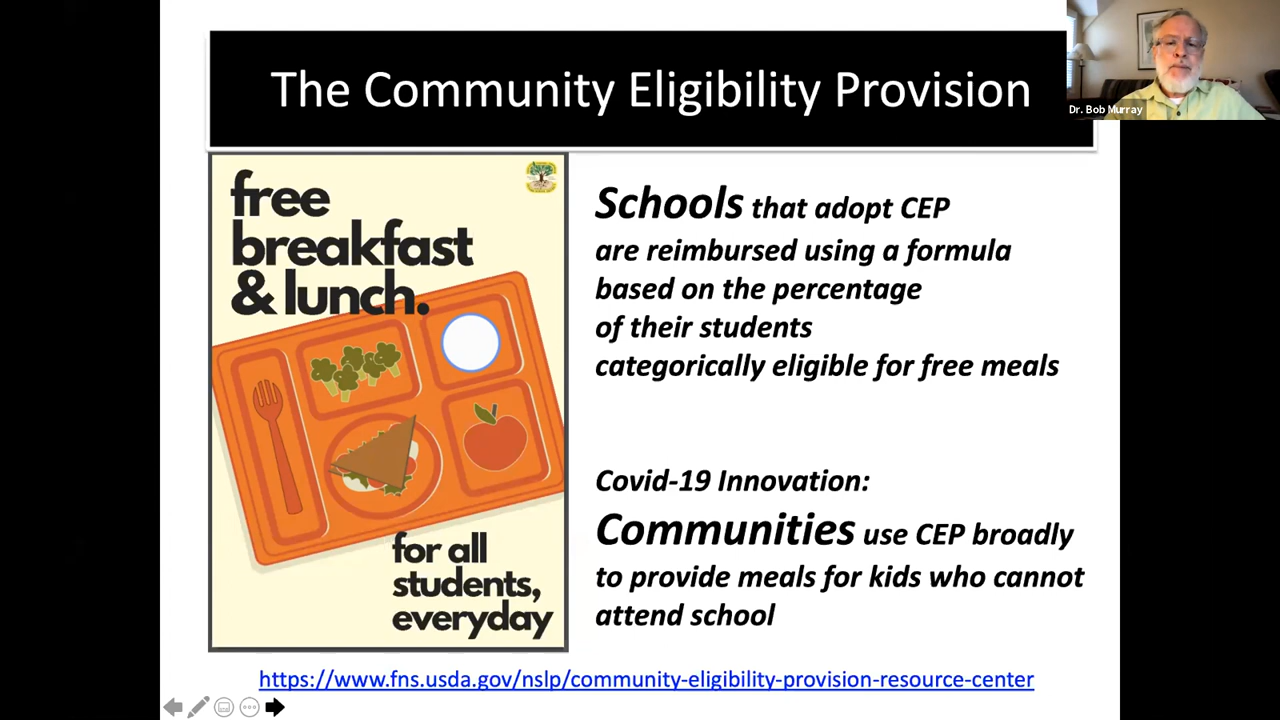 The Community Eligibility Provision
Dr. Bob Murray
free
breakfast
& lunch.
for all
students,
everyday
Schools that adopt CEP
are reimbursed using a formula
based on the percentage
of their students
categorically eligible for free meals
Covid-19 Innovation:
Communities use CEP broadly
to provide meals for kids who cannot
attend school
https://www.fns.usda.gov/nslp/community-eligibility-provision-resource-center